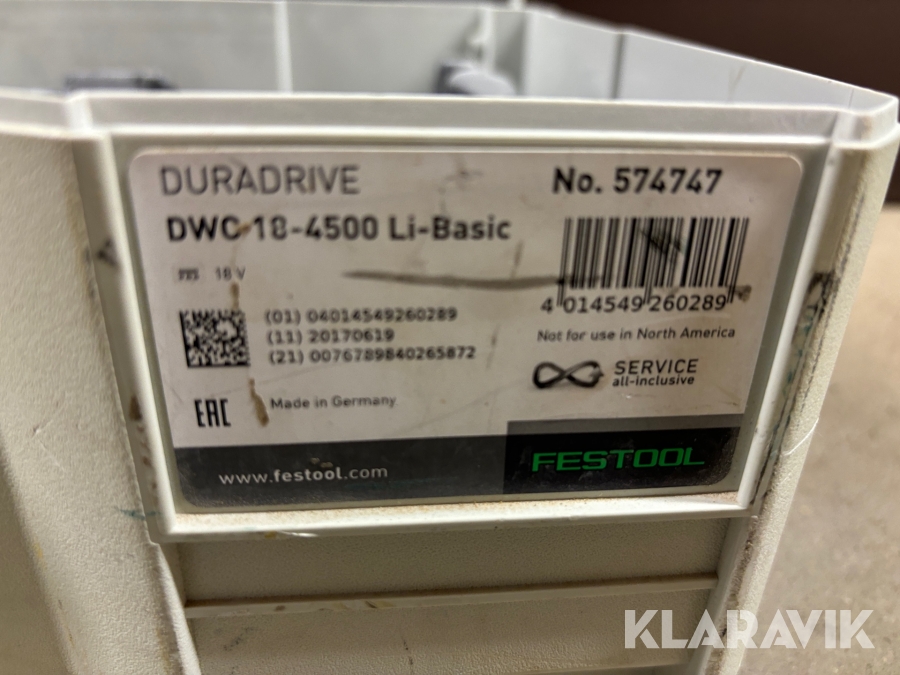 DURADRIVE
No. 574747
DWC 18-4500 Li-Basic
18 V
4 014549 260289
(01) 04014549260289
(11) 20170619
(21) 0076789840265872
Not for use in North America
SERVICE
all-inclusive
EAC
Made in Germany
www.festool.com
FESTOOL
KLARAVIK